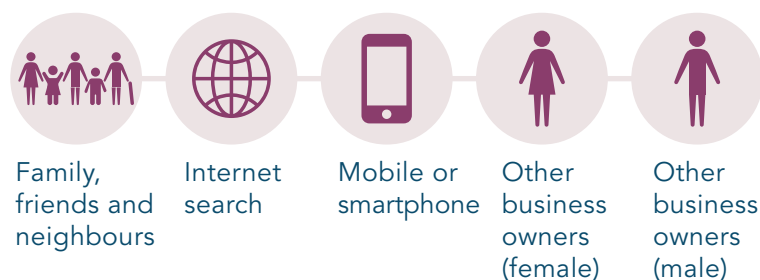 Family,
friends and
neighbours
Internet
search
Mobile or
smartphone
Other
business
owners
(female)
Other
business
owners
(male)